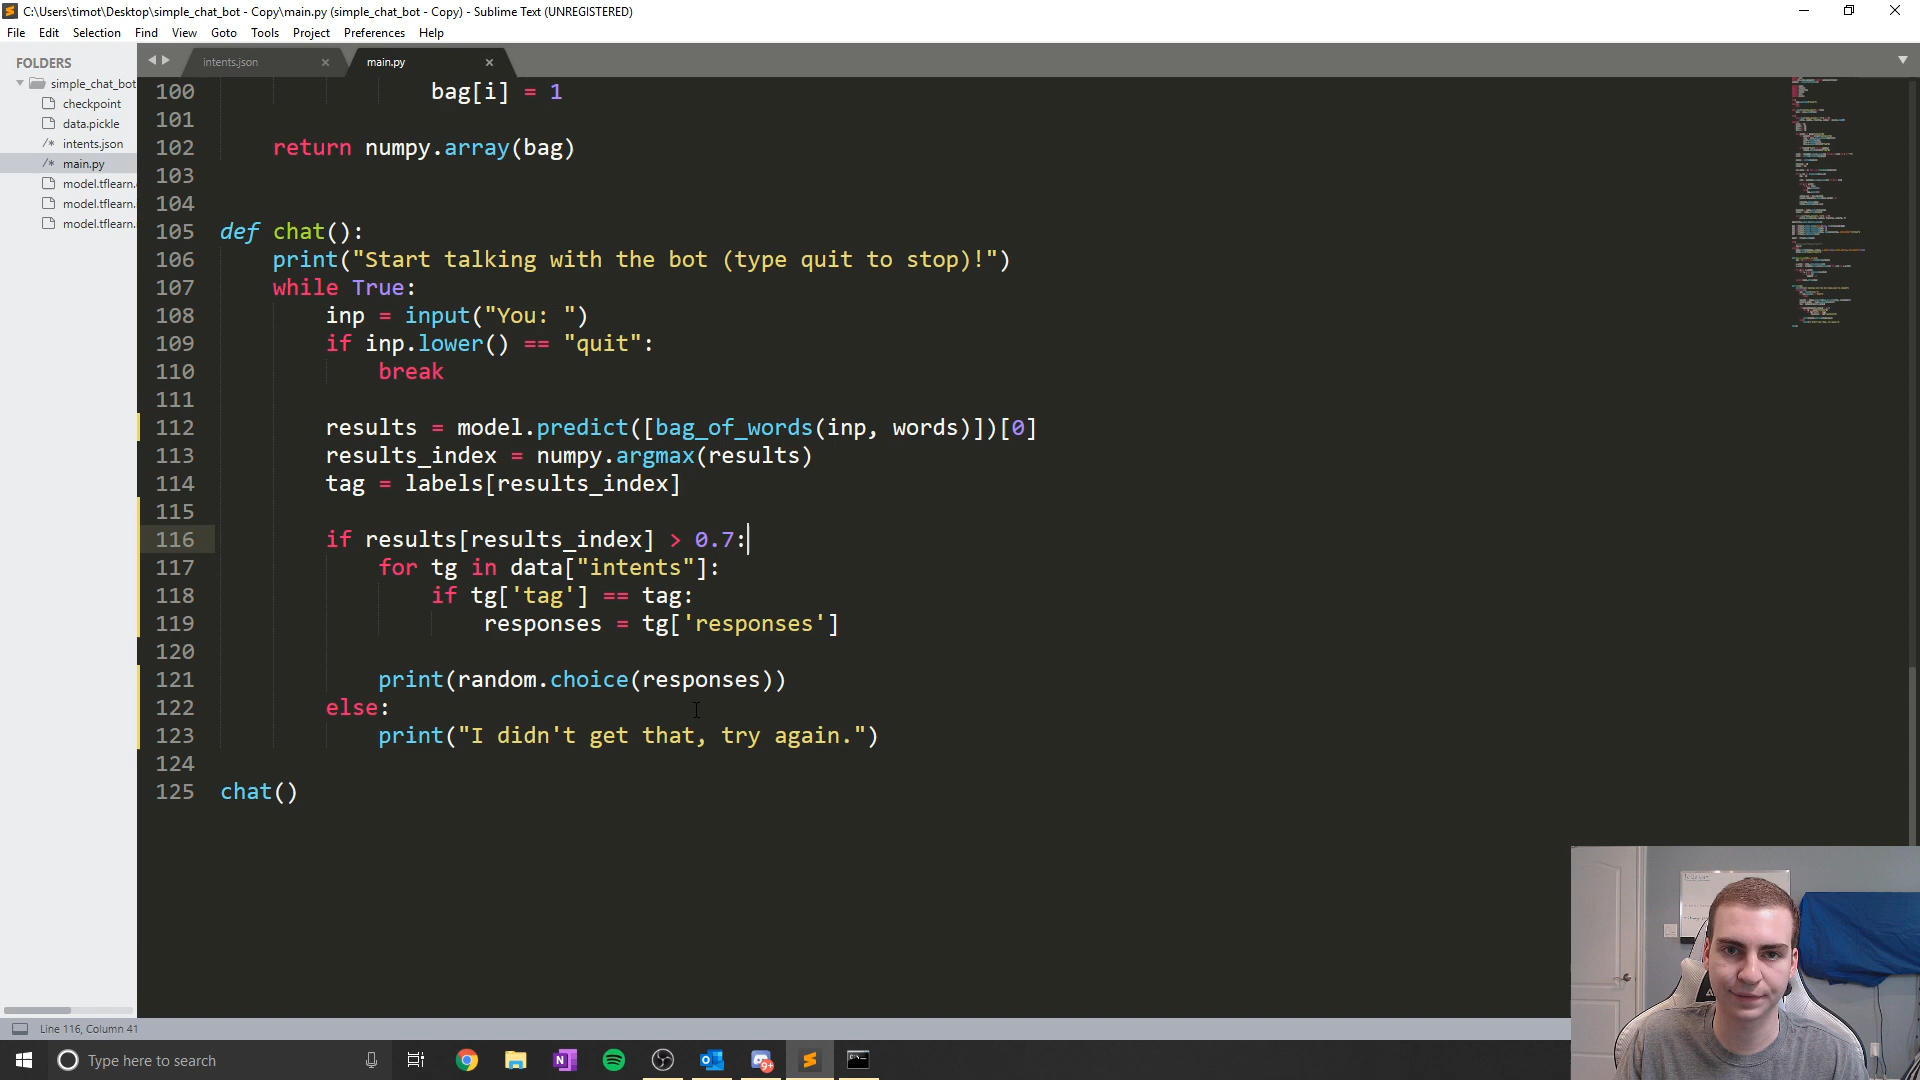 C:\Users\timot\Desktop\simple_chat_bot - Copy\main.py (simple_chat_bot - Copy) - Sublime Text (UNREGISTERED)
File Edit Selection Find View Goto Tools Project Preferences Help
FOLDERS
simple_chat_bot
checkpoint
data.pickle
/* intents.json
/* main.py
model.tflearn.
model.tflearn.
model.tflearn.
intents.json
main.py
100 bag[i] = 1
101
102 return numpy.array(bag)
103
104
105 def chat():
106 print("Start talking with the bot (type quit to stop)!")
107 while True:
108 inp = input("You: ")
109 if inp.lower() == "quit":
110 break
111
112 results = model.predict([bag_of_words(inp, words)])[0]
113 results_index = numpy.argmax(results)
114 tag = labels[results_index]
115
116 if results[results_index] > 0.7:
117 for tg in data["intents"]:
118 if tg['tag'] == tag:
119 responses = tg['responses']
120
121 print(random.choice(responses))
122 else:
123 print("I didn't get that, try again.")
124
125 chat()
Line 116, Column 41
Type here to search
9+